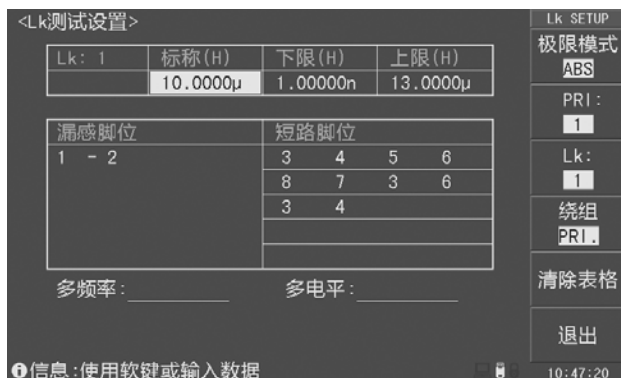 <Lk测试设置>
Lk: 1 标称(H) 下限(H) 上限(H)
10.0000μ 1.00000n 13.0000μ
漏感脚位 短路脚位
1 - 2 3 4 5 6
8 7 3 6
3 4
多频率: 多电平:
信息:使用软键或输入数据
Lk SETUP
极限模式
ABS
PRI:
1
Lk:
1
绕组
PRI.
清除表格
退出
10:47:20